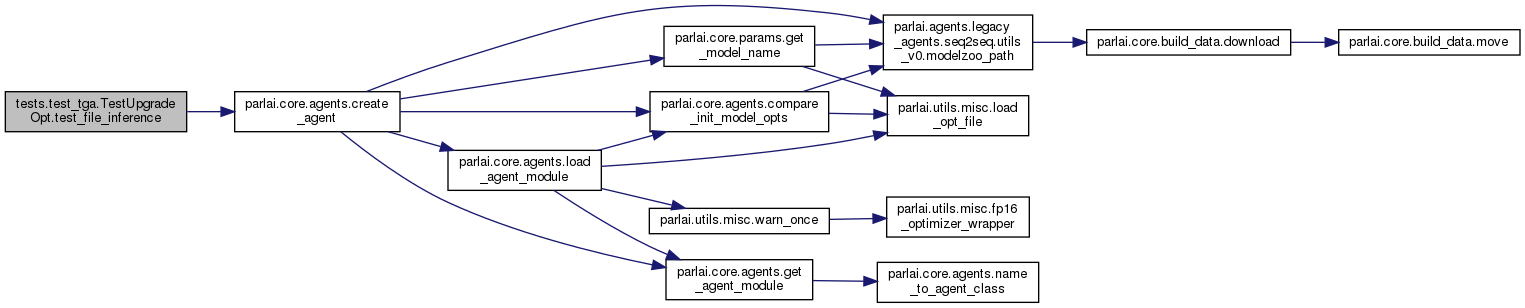 tests.test_tga.TestUpgrade
Opt.test_file_inference
parlai.core.agents.create
_agent
parlai.core.params.get
_model_name
parlai.core.agents.compare
_init_model_opts
parlai.core.agents.load
_agent_module
parlai.utils.misc.warn_once
parlai.core.agents.get
_agent_module
parlai.agents.legacy
_agents.seq2seq.utils
_v0.modelzoo_path
parlai.utils.misc.load
_opt_file
parlai.utils.misc.fp16
_optimizer_wrapper
parlai.core.agents.name
_to_agent_class
parlai.core.build_data.download
parlai.core.build_data.move